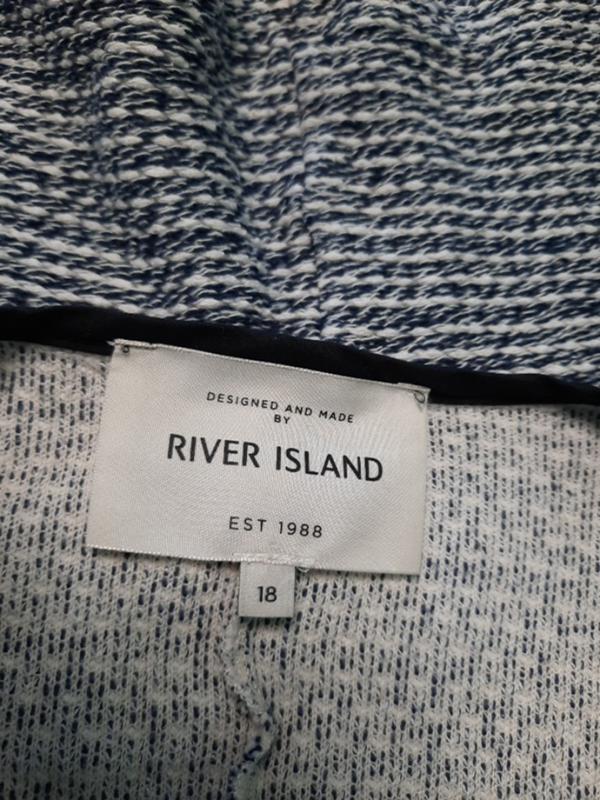 DESIGNED AND MADE
BY
RIVER ISLAND
EST 1988
18